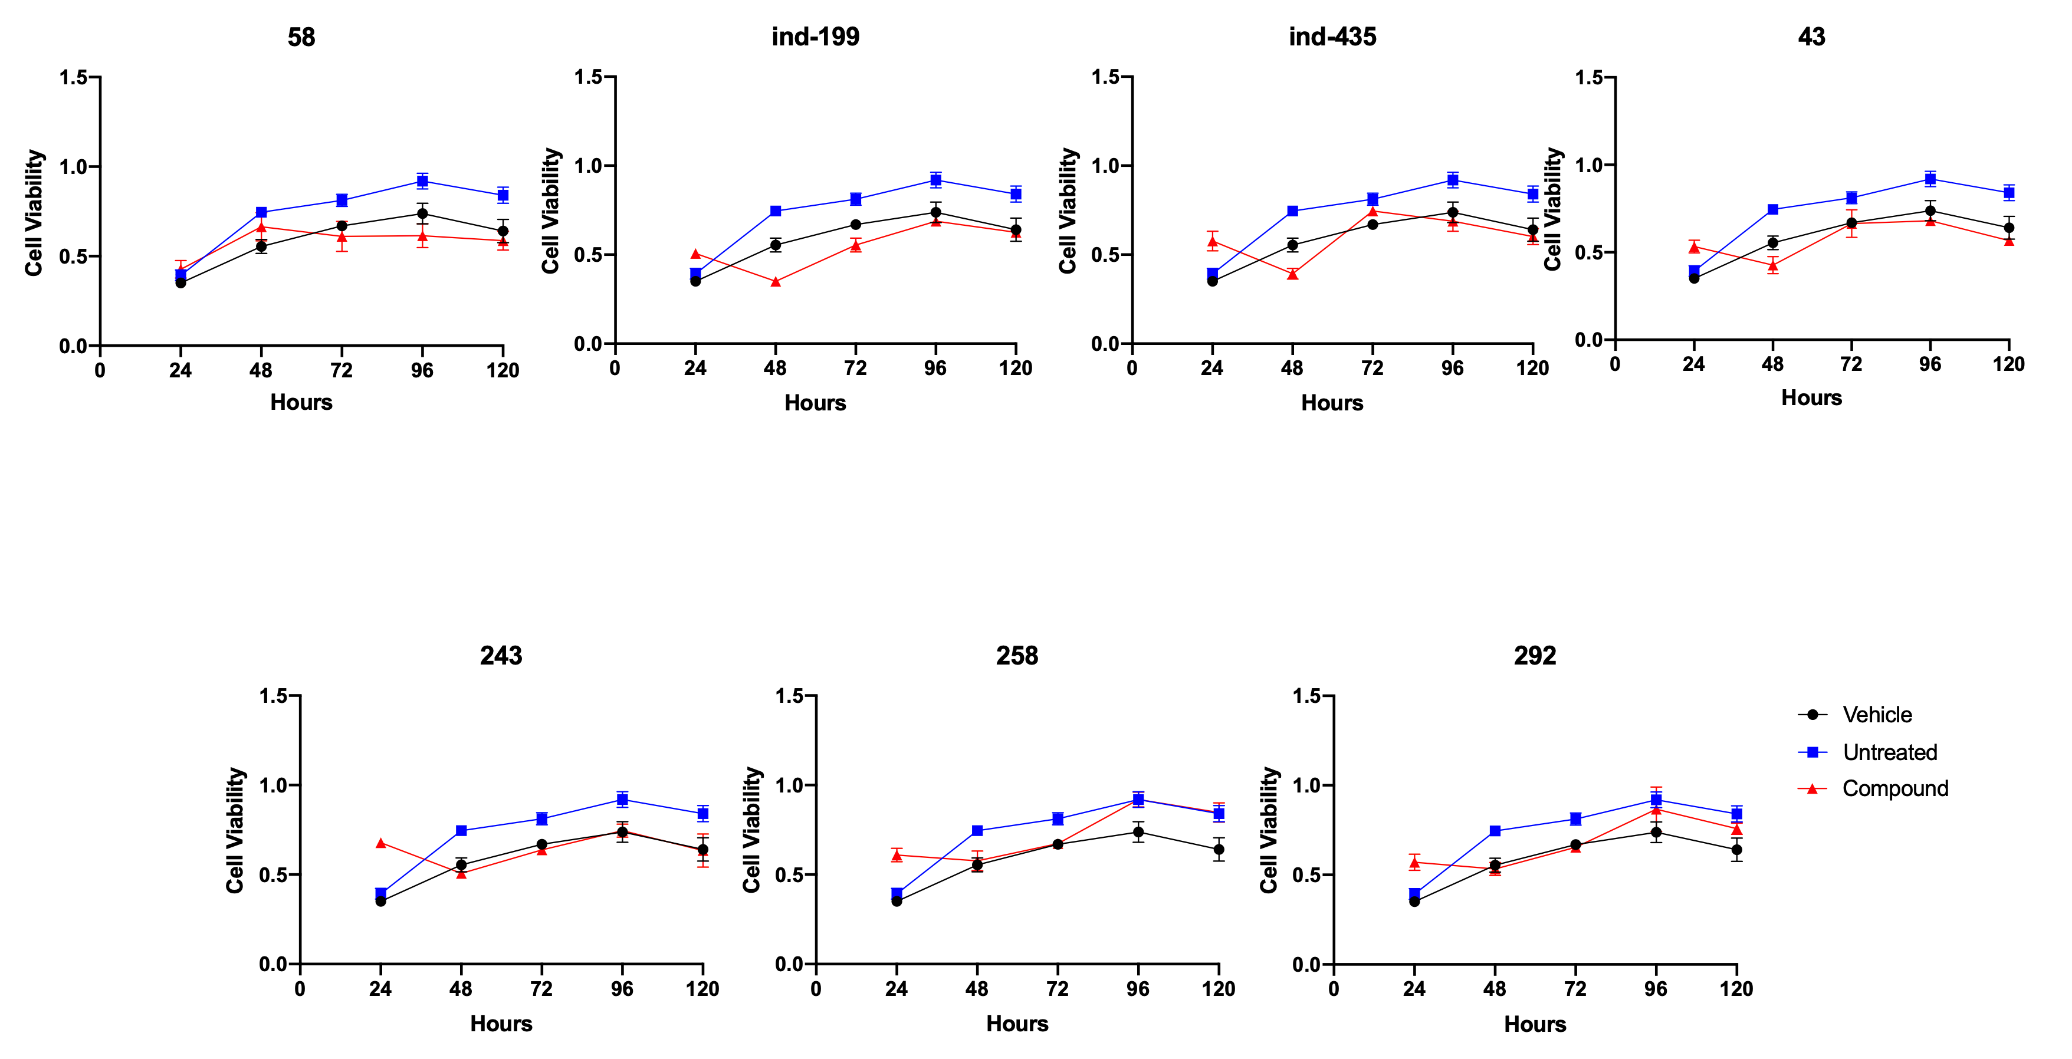 58 ind-199 ind-435 43
1.5 1.5 1.5 1.5
1.0 1.0 1.0 1.0
Cell Viability Cell Viability Cell Viability Cell Viability
0.5 0.5 0.5 0.5
0.0 0.0 0.0 0.0
0 24 48 72 96 120 0 24 48 72 96 120 0 24 48 72 96 120 0 24 48 72 96 120
Hours Hours Hours Hours
243 258 292
1.5 1.5 1.5
Vehicle
Untreated
1.0 1.0 1.0
Compound
Cell Viability Cell Viability Cell Viability
0.5 0.5 0.5
0.0 0.0 0.0
0 24 48 72 96 120 0 24 48 72 96 120 0 24 48 72 96 120
Hours Hours Hours